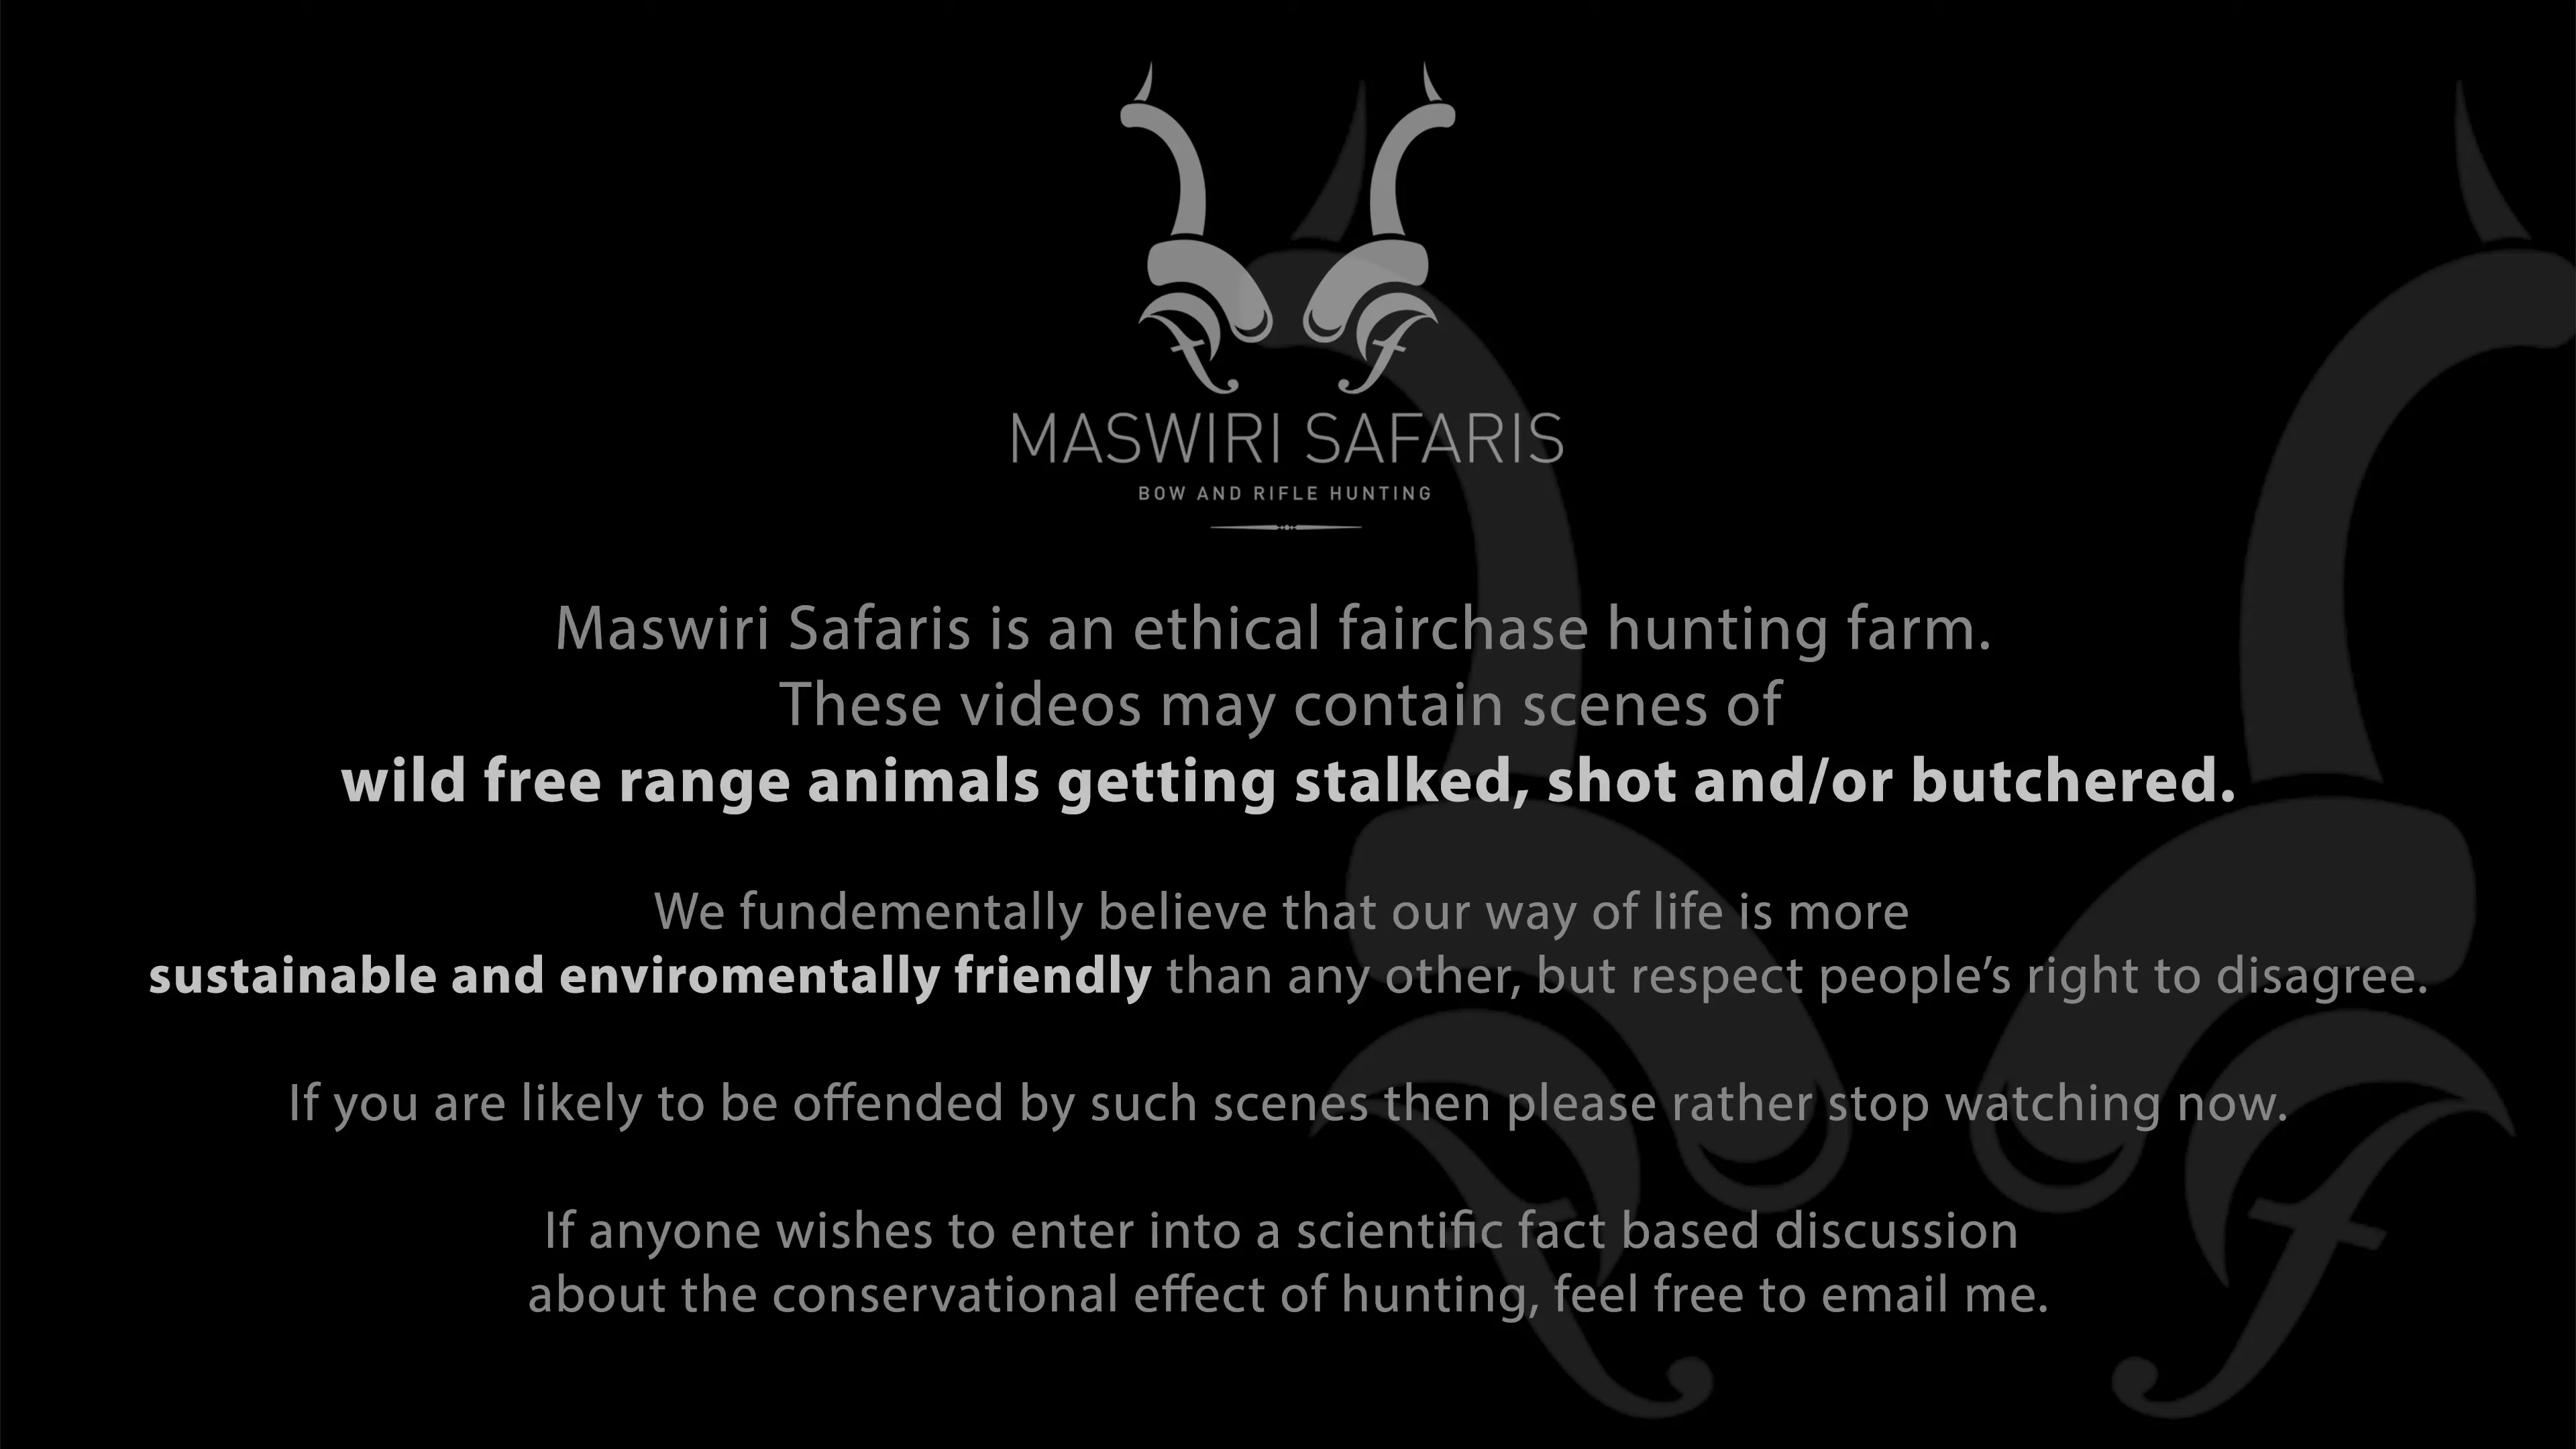 MASWIRI SAFARIS
BOW AND RIFLE HUNTING
Maswiri Safaris is an ethical fairchase hunting farm.
These videos may contain scenes of
wild free range animals getting stalked, shot and/or butchered.
We fundementally believe that our way of life is more
sustainable and enviromentally friendly than any other, but respect people’s right to disagree.
If you are likely to be offended by such scenes then please rather stop watching now.
If anyone wishes to enter into a scientific fact based discussion
about the conservational effect of hunting, feel free to email me.